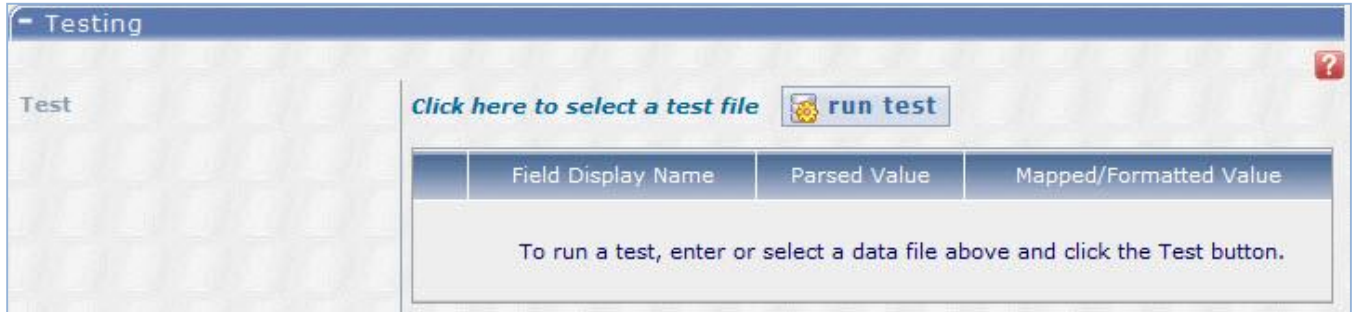 - Testing
?
Test
Click here to select a test file run test
Field Display Name Parsed Value Mapped/Formatted Value
To run a test, enter or select a data file above and click the Test button.